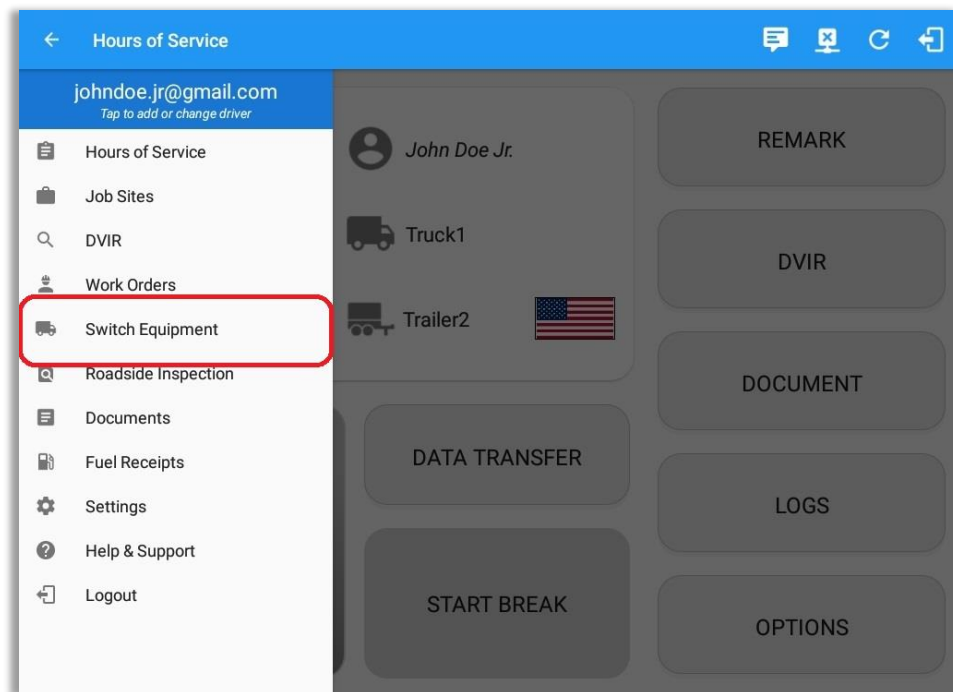 Hours of Service
johndoe.jr@gmail.com
Tap to add or change driver
Hours of Service
Job Sites
DVIR
Work Orders
Switch Equipment
Roadside Inspection
Documents
Fuel Receipts
Settings
Help & Support
Logout
John Doe Jr.
Truck1
Trailer2
DATA TRANSFER
START BREAK
REMARK
DVIR
DOCUMENT
LOGS
OPTIONS